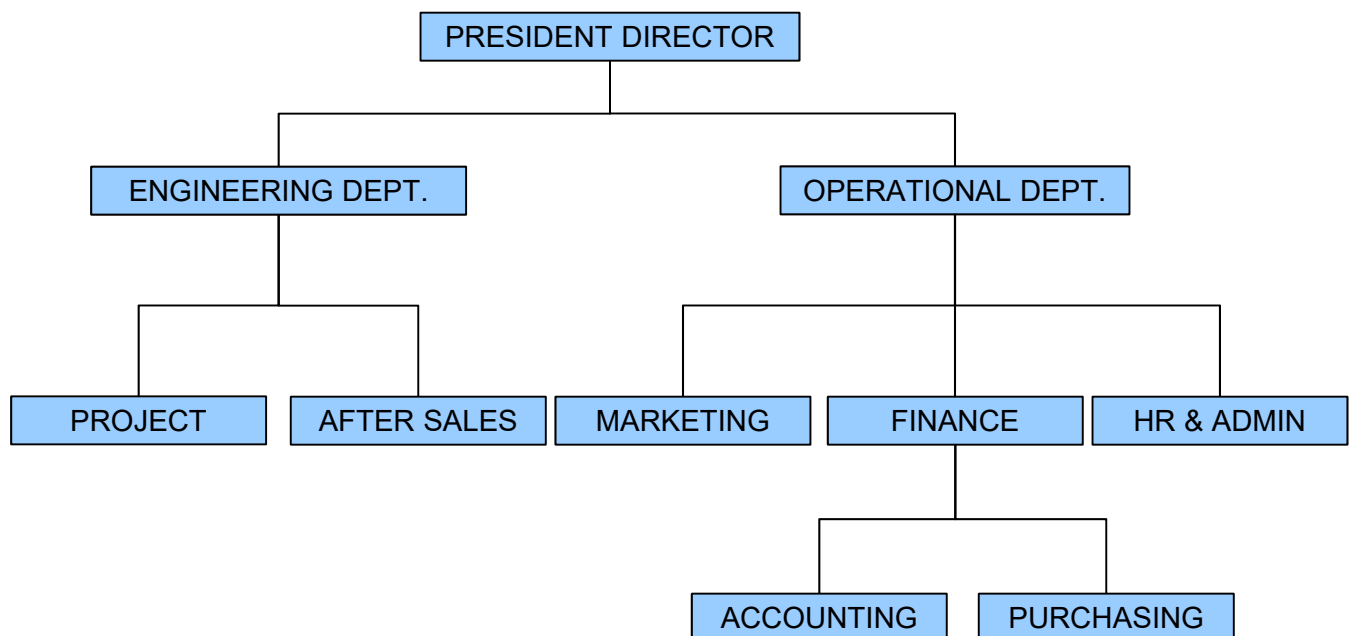 PRESIDENT DIRECTOR
ENGINEERING DEPT.
OPERATIONAL DEPT.
PROJECT
AFTER SALES
MARKETING
FINANCE
HR & ADMIN
ACCOUNTING
PURCHASING